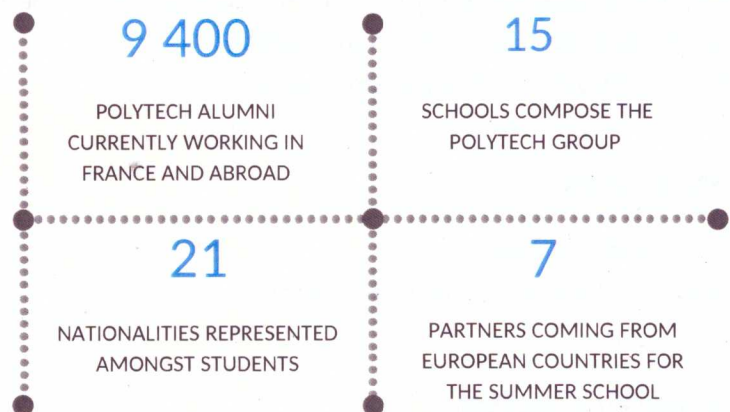 9 400
POLYTECH ALUMNI
CURRENTLY WORKING IN
FRANCE AND ABROAD
15
SCHOOLS COMPOSE THE
POLYTECH GROUP
21
NATIONALITIES REPRESENTED
AMONGST STUDENTS
7
PARTNERS COMING FROM
EUROPEAN COUNTRIES FOR
THE SUMMER SCHOOL